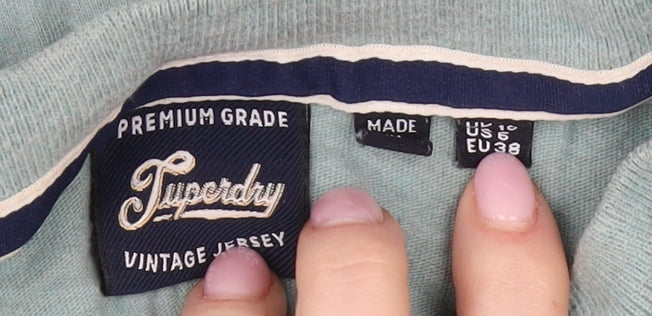 PREMIUM GRADE
Superdry
VINTAGE JERSEY
MADE
US 6
EU 38